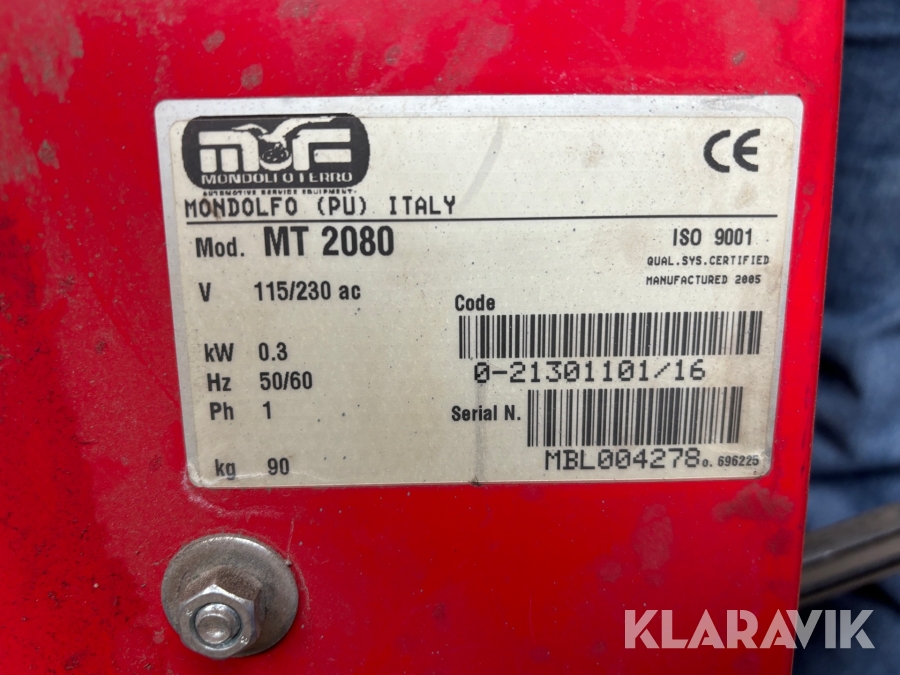 MONDOLFO FERRO
AUTOMOTIVE SERVICE EQUIPMENT
MONDOLFO (PU) ITALY
CE
Mod. MT 2080
ISO 9001
QUAL.SYS.CERTIFIED
MANUFACTURED 2005
V 115/230 ac
Code
0-21301101/16
kW 0.3
Hz 50/60
Ph 1
Serial N.
MBL004278 o. 696225
kg 90
KLARAVIK